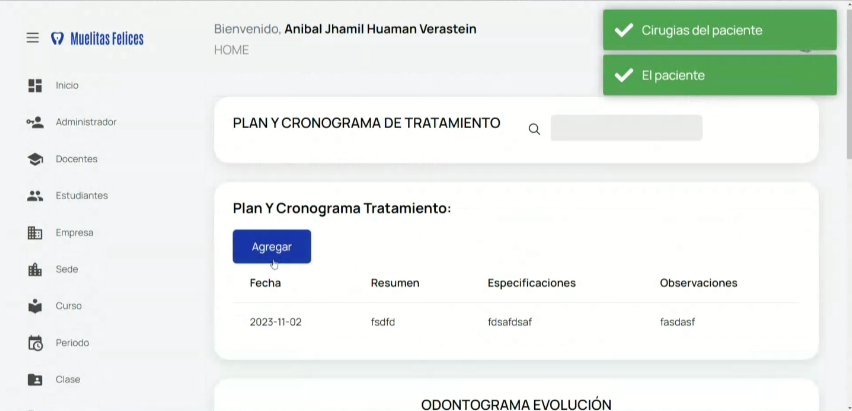 Muelitas Felices
Inicio
Administrador
Docentes
Estudiantes
Empresa
Sede
Curso
Periodo
Clase
Bienvenido, Anibal Jhamil Huaman Verastein
HOME
Cirugias del paciente
El paciente
PLAN Y CRONOGRAMA DE TRATAMIENTO
Plan Y Cronograma Tratamiento:
Agregar
Fecha Resumen Especificaciones Observaciones
2023-11-02 fsdfd fdsafdsaf fasdasf
ODONTOGRAMA EVOLUCIÓN